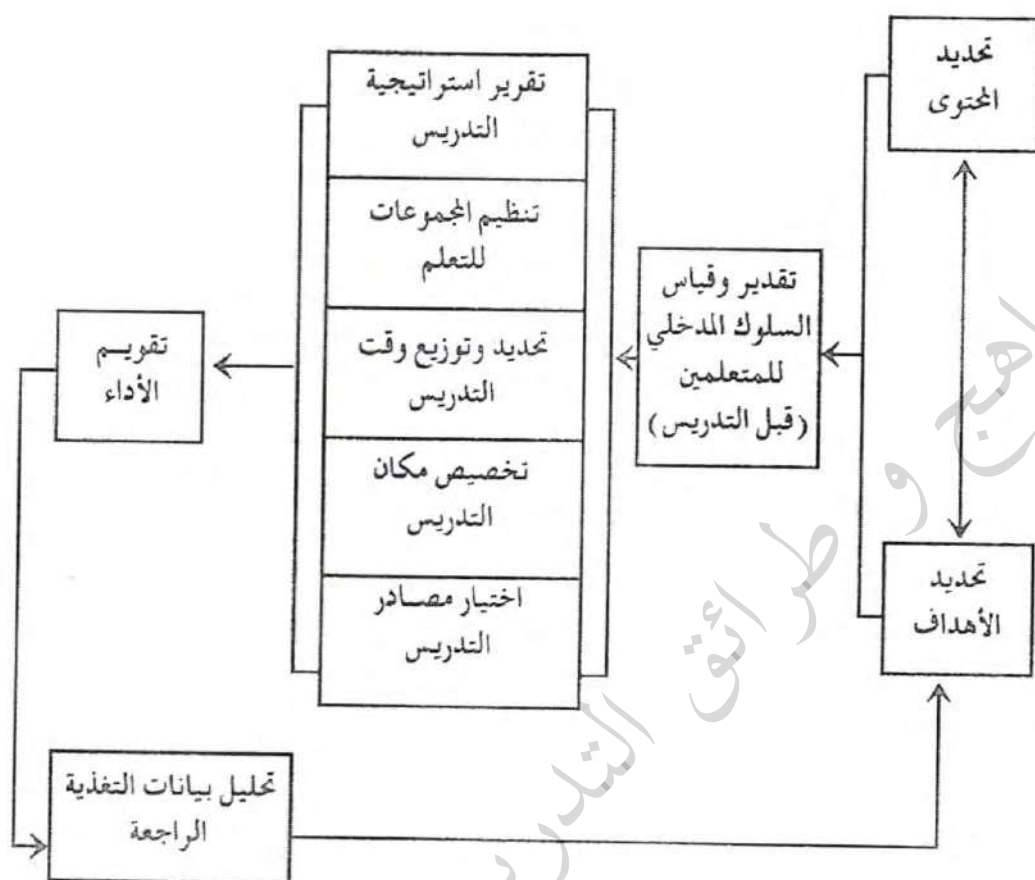 تحديد
المحتوى
تحديد
الأهداف
تقدير وقياس
السلوك المدخلي
للمتعلمين
(قبل التدريس)
تقرير استراتيجية
التدريس
تنظيم المجموعات
للتعلم
تحديد وتوزيع وقت
التدريس
تخصيص مكان
التدريس
اختيار مصادر
التدريس
تقويم
الأداء
تحليل بيانات التغذية
الراجعة
و طرائق